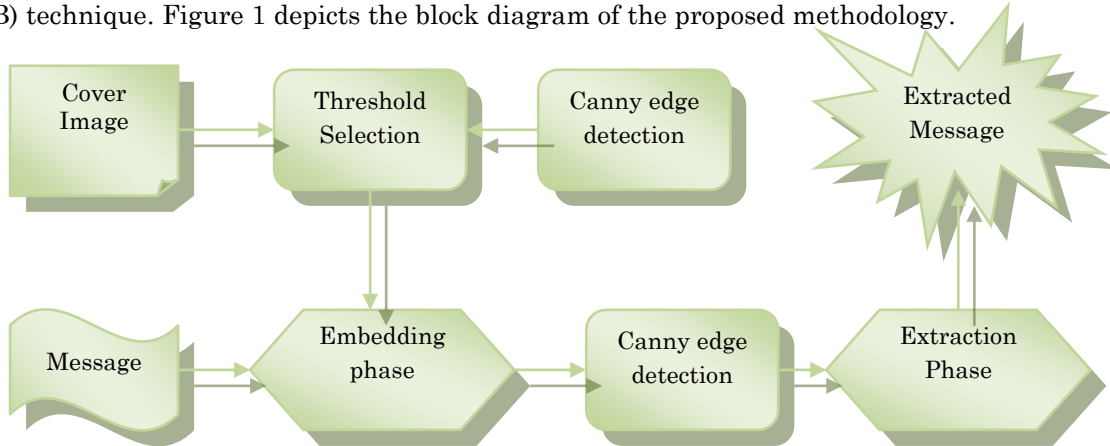 B) technique. Figure 1 depicts the block diagram of the proposed methodology.
Cover
Image
Threshold
Selection
Canny edge
detection
Extracted
Message
Message
Embedding
phase
Canny edge
detection
Extraction
Phase